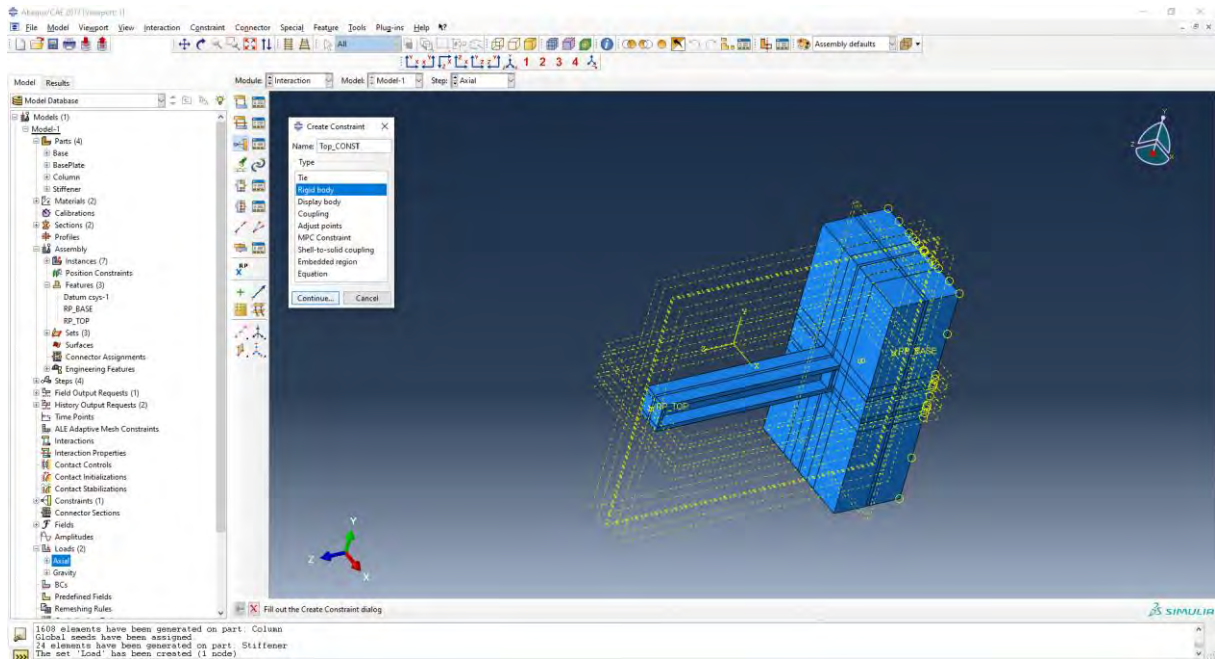 Abaqus/CAE 2017 [Viewport: 1]
File Model Viewport View Interaction Constraint Connector Special Feature Tools Plug-ins Help
All
Assembly defaults
1 2 3 4
Model Results
Module: Interaction Model: Model-1 Step: Axial
Model Database
Models (1)
Model-1
Parts (4)
Base
BasePlate
Column
Stiffener
Materials (2)
Calibrations
Sections (2)
Profiles
Assembly
Instances (7)
Position Constraints
Features (3)
Datum csys-1
RP_BASE
RP_TOP
Sets (3)
Surfaces
Connector Assignments
Engineering Features
Steps (4)
Field Output Requests (1)
History Output Requests (2)
Time Points
ALE Adaptive Mesh Constraints
Interactions
Interaction Properties
Contact Controls
Contact Initializations
Contact Stabilizations
Constraints (1)
Connector Sections
Fields
Amplitudes
Loads (2)
Axial
Gravity
BCs
Predefined Fields
Remeshing Rules
Create Constraint
Name: Top_CONST
Type
Tie
Rigid body
Display body
Coupling
Adjust points
MPC Constraint
Shell-to-solid coupling
Embedded region
Equation
Continue... Cancel
RP_BASE
RP_TOP
Y
Z
X
Fill out the Create Constraint dialog
SIMULIA
1608 elements have been generated on part: Column
Global seeds have been assigned.
24 elements have been generated on part: Stiffener
The set 'Load' has been created (1 node)